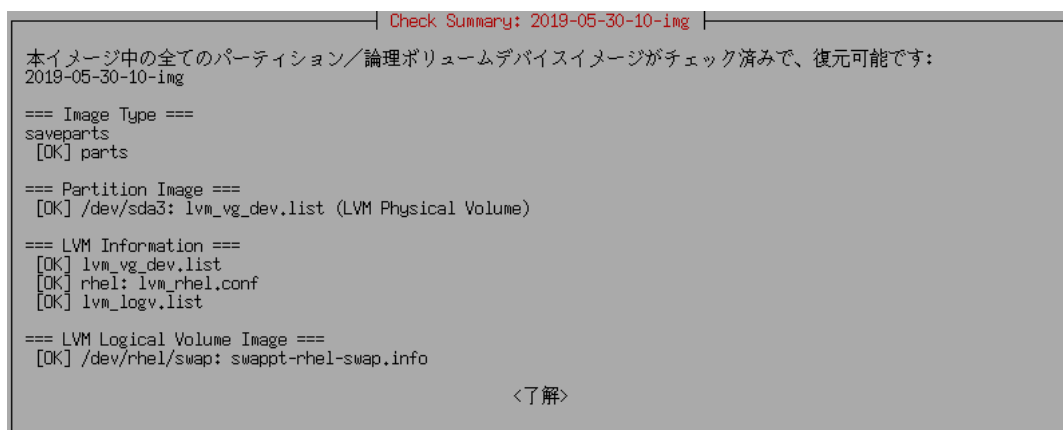 Check Summary: 2019-05-30-10-img
本イメージ中の全てのパーティション／論理ボリュームデバイスイメージがチェック済みで、復元可能です:
2019-05-30-10-img
=== Image Type ===
saveparts
[OK] parts
=== Partition Image ===
[OK] /dev/sda3: lvm_vg_dev.list (LVM Physical Volume)
=== LVM Information ===
[OK] lvm_vg_dev.list
[OK] rhel: lvm_rhel.conf
[OK] lvm_logv.list
=== LVM Logical Volume Image ===
[OK] /dev/rhel/swap: swappt-rhel-swap.info
<了解>